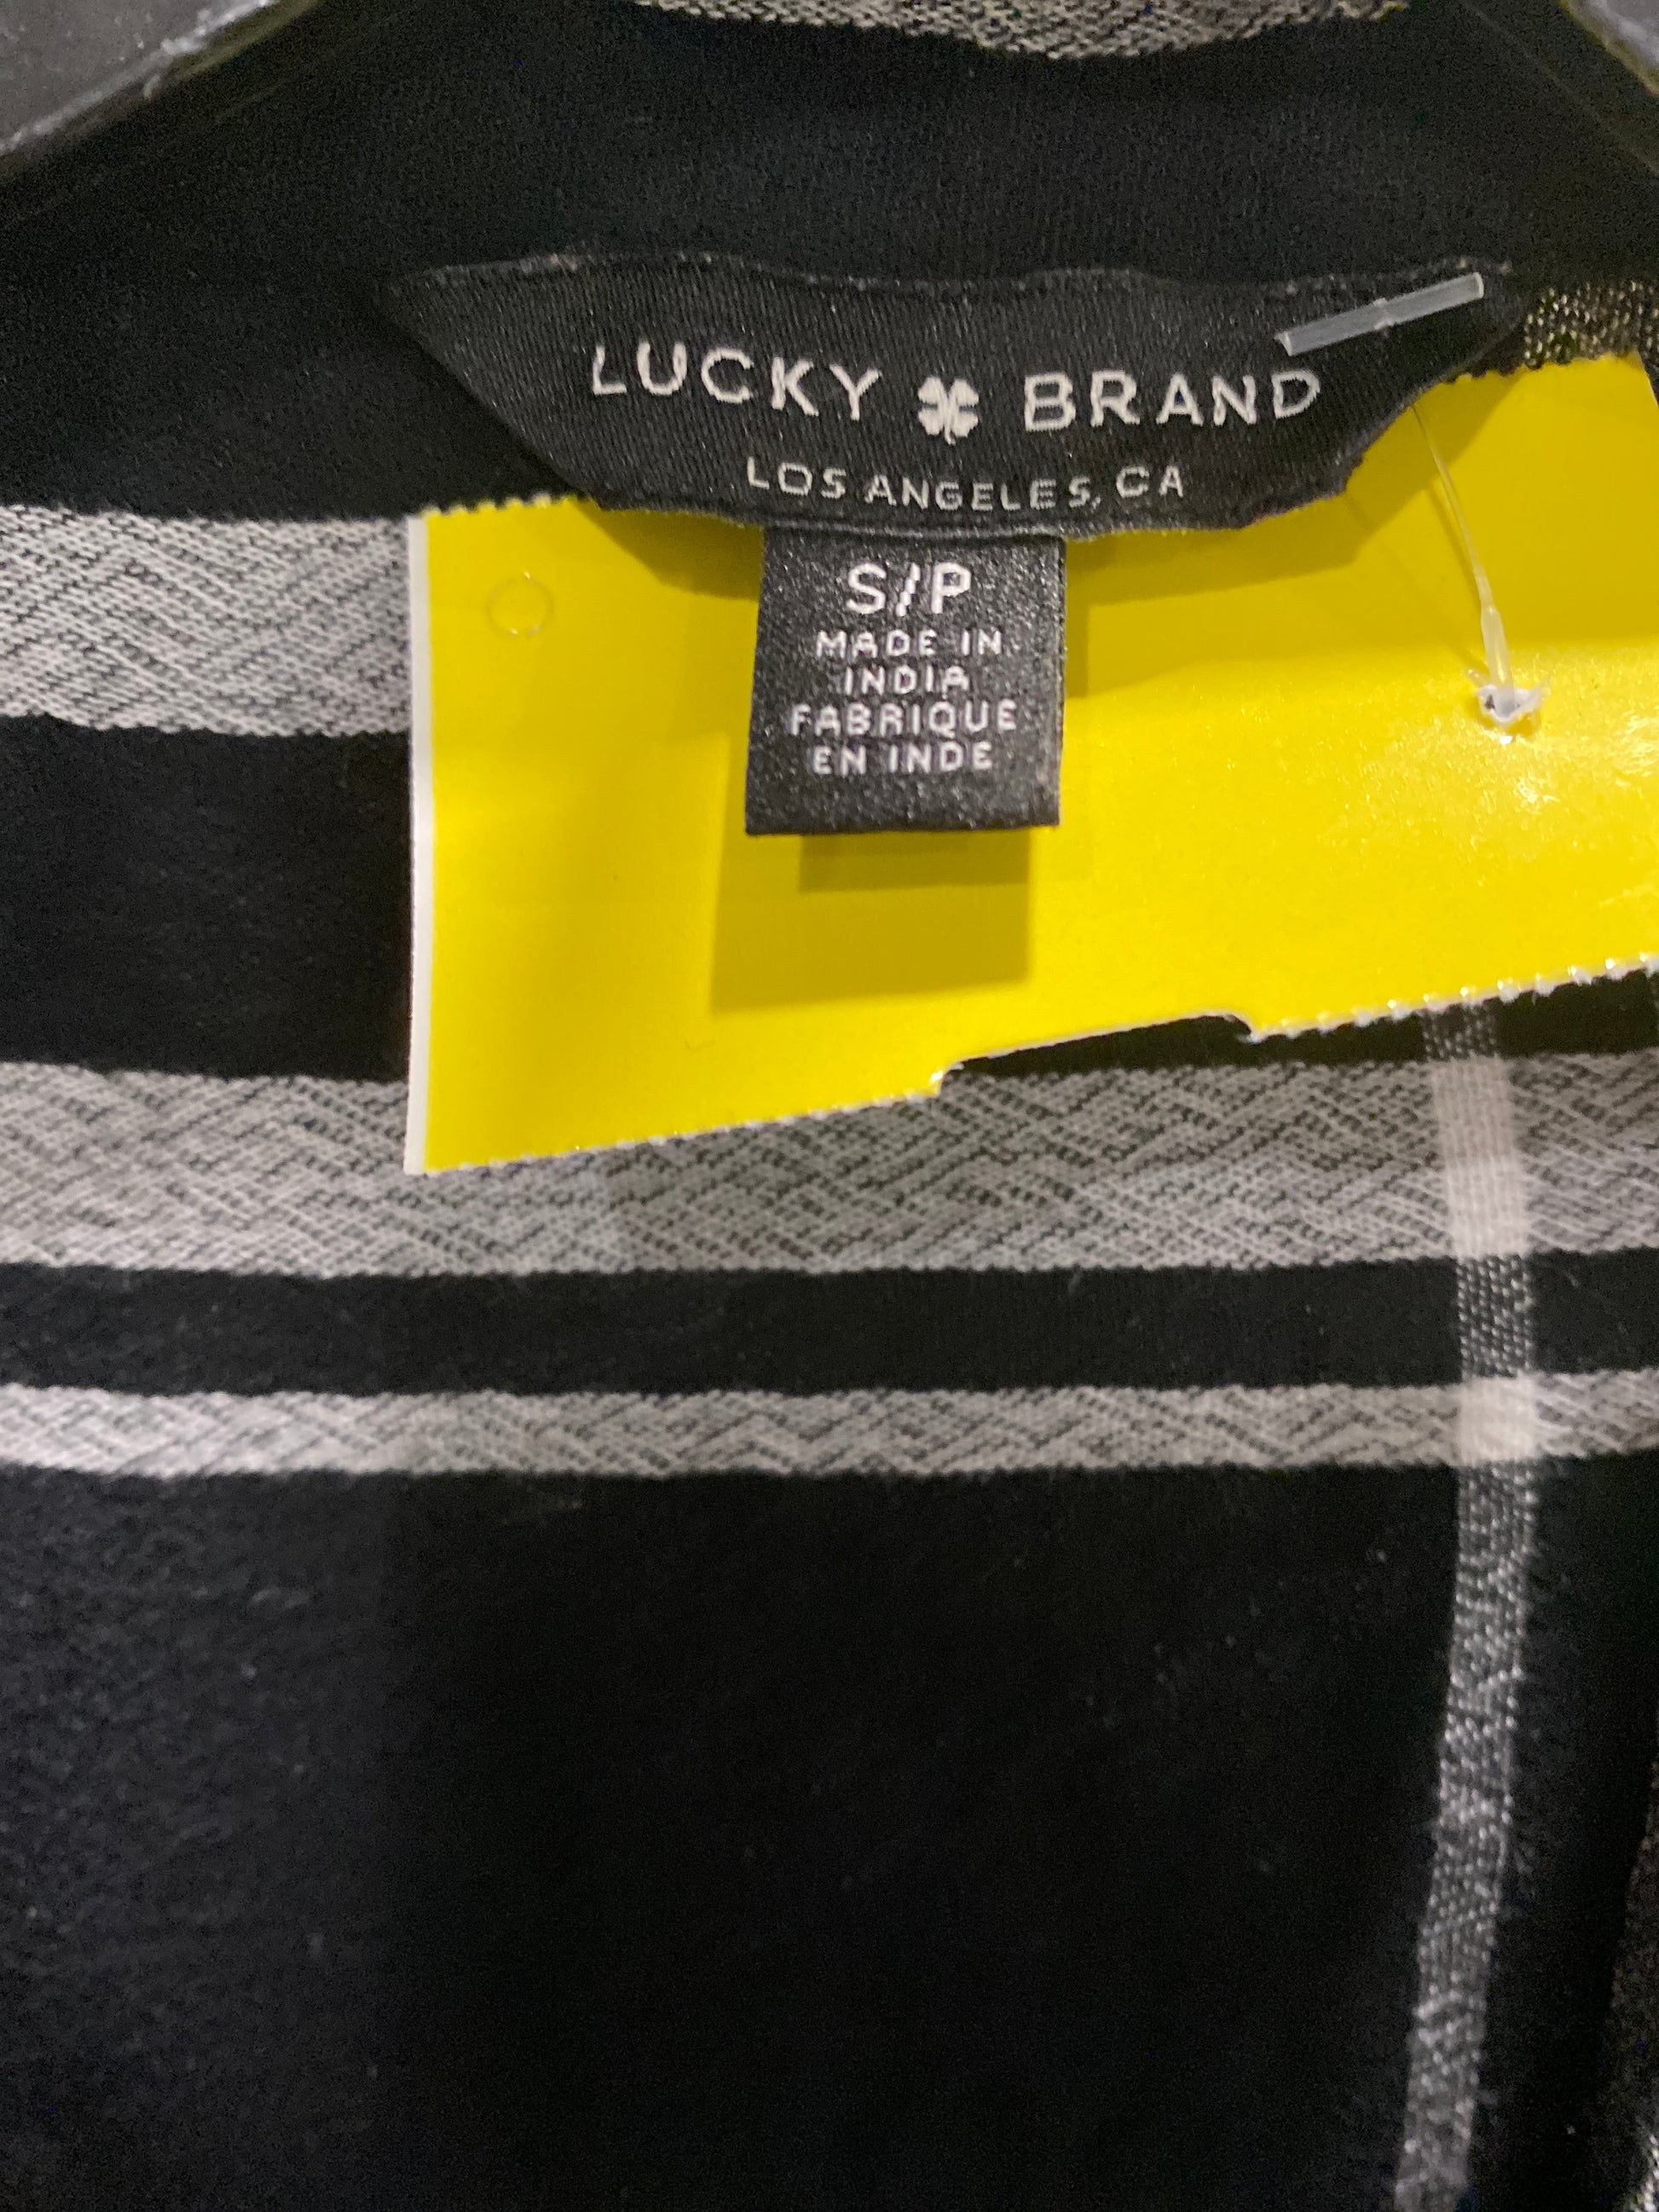 LUCKY BRAND
LOS ANGELES, CA
S/P
MADE IN
INDIA
FABRIQUE
EN INDE